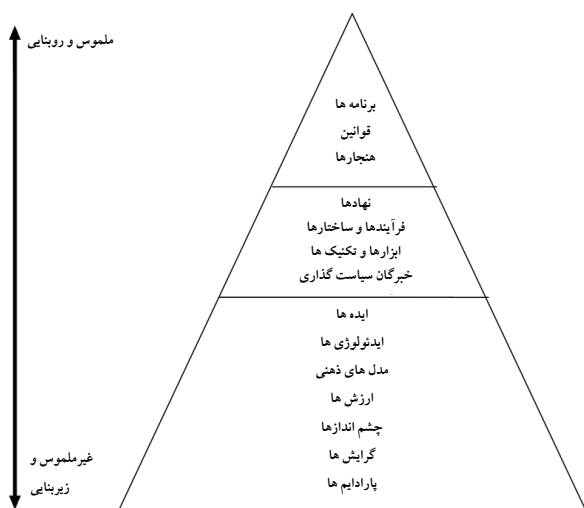 ملموس و روبنایی
برنامه ها
قوانین
هنجارها
نهادها
فرآیندها و ساختارها
ابزارها و تکنیک ها
خبرگان سیاست گذاری
ایده ها
ایدئولوژی ها
مدل های ذهنی
ارزش ها
چشم اندازها
گرایش ها
پارادایم ها
غیرملموس و
زیربنایی